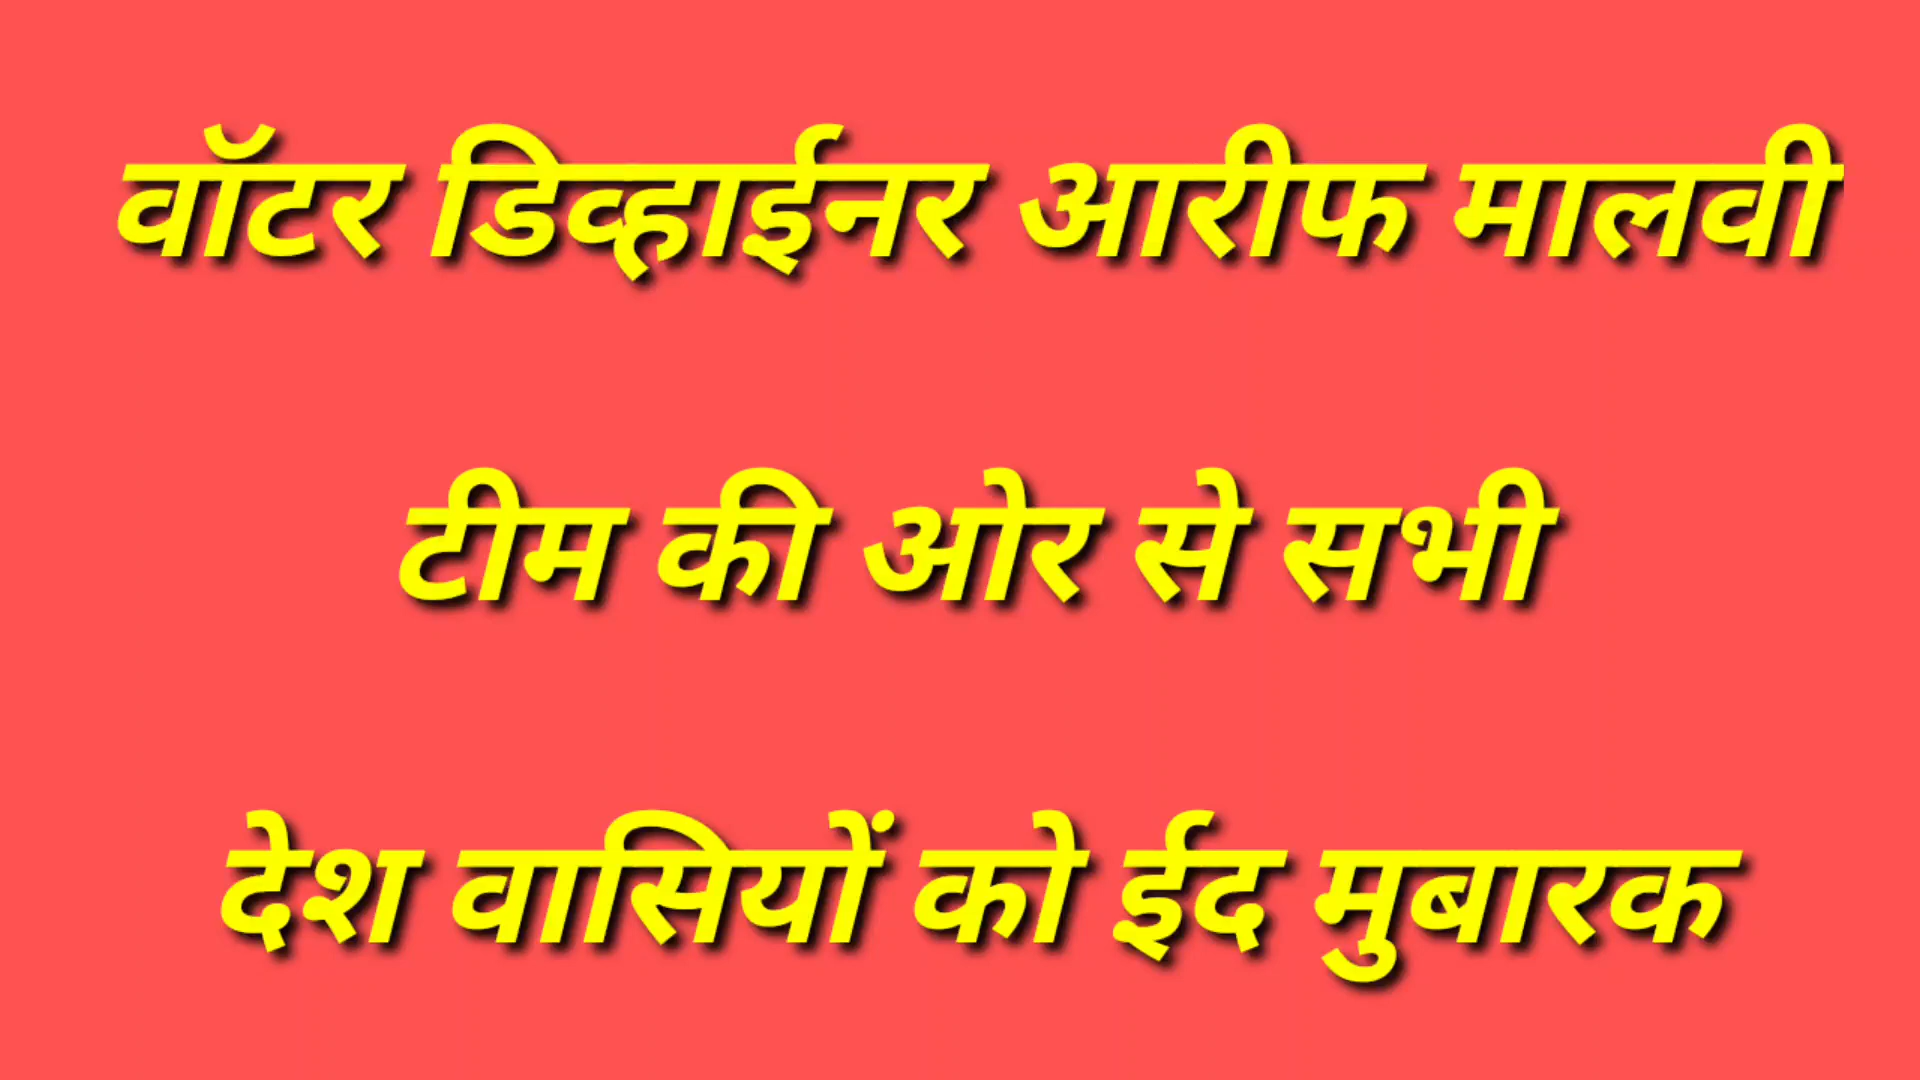 वॉटर डिव्हाईनर आरीफ मालवी
टीम की ओर से सभी
देश वासियों को ईद मुबारक